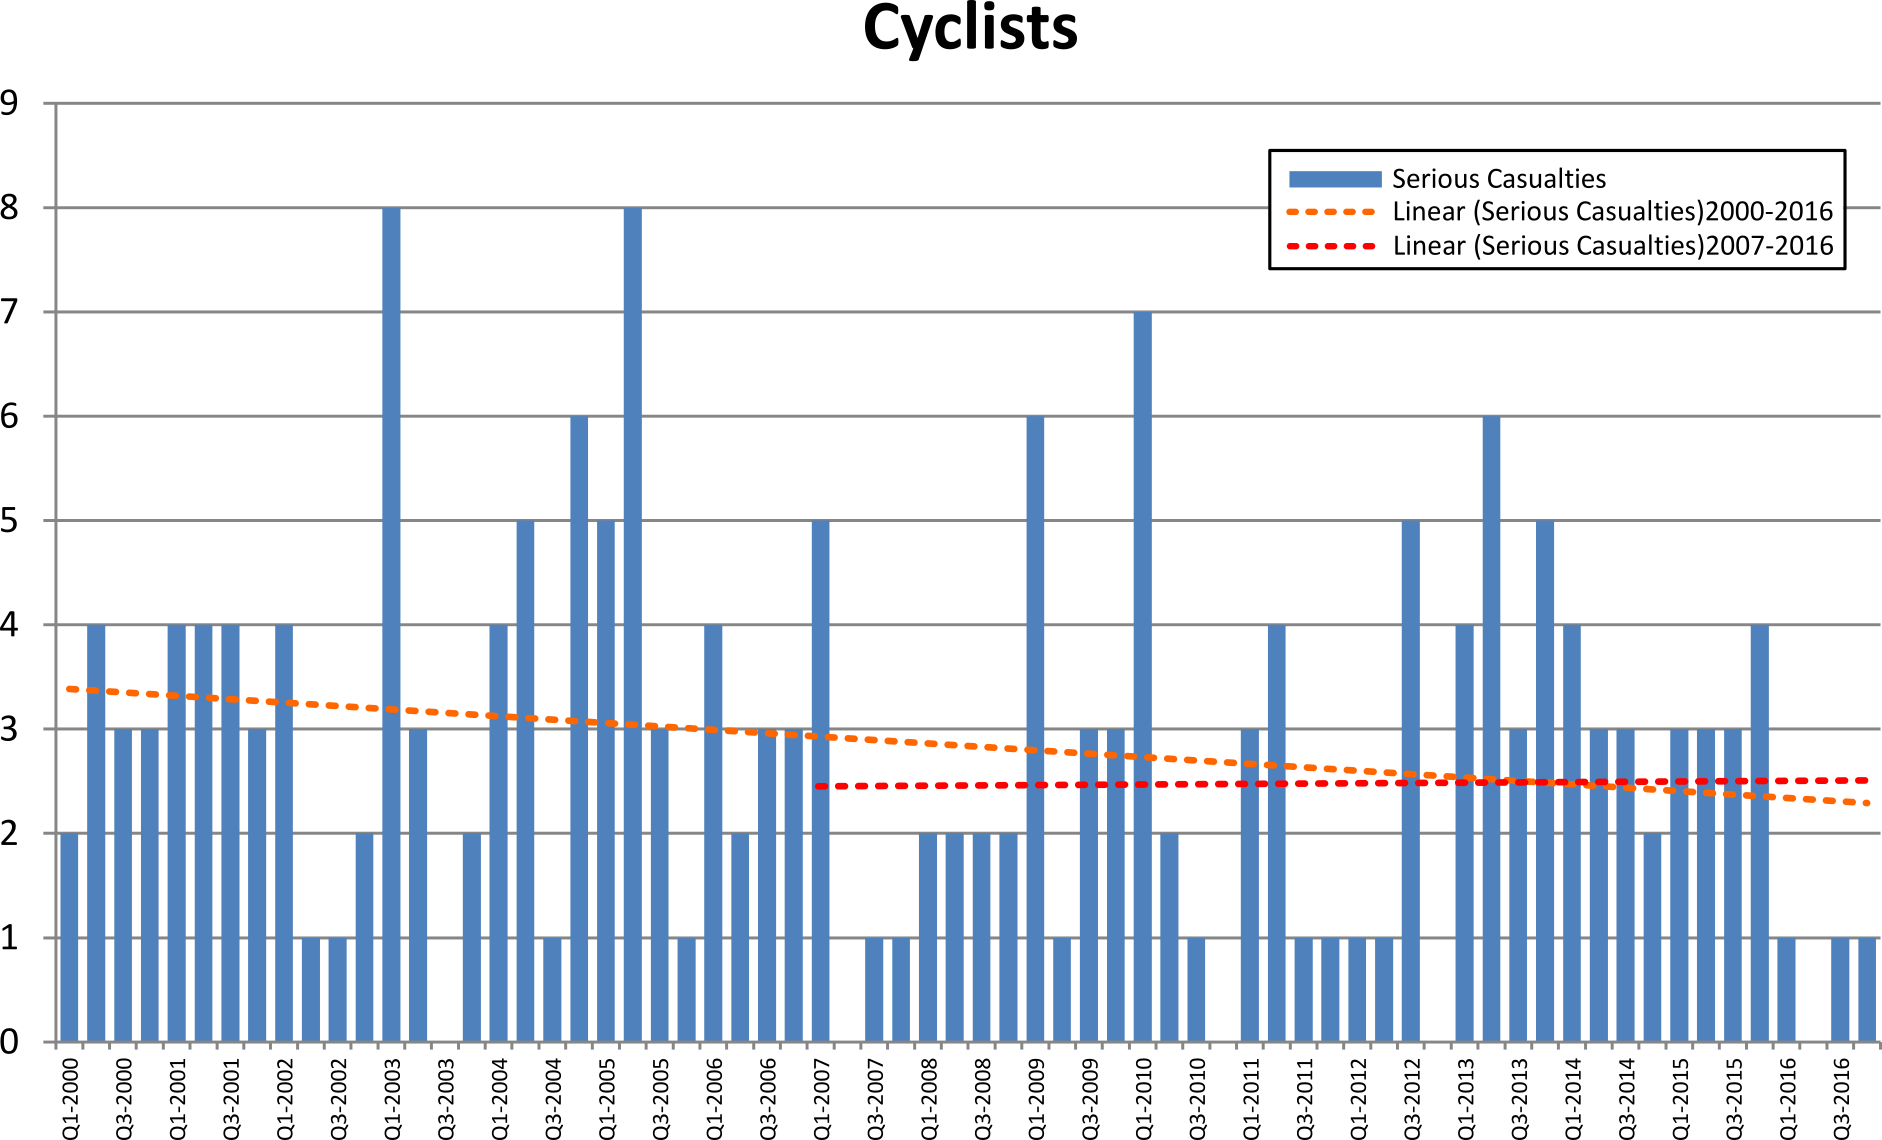 Cyclists
9
8
7
6
5
4
3
2
1
0
Serious Casualties
Linear (Serious Casualties)2000-2016
Linear (Serious Casualties)2007-2016
Q1-2000
Q3-2000
Q1-2001
Q3-2001
Q1-2002
Q3-2002
Q1-2003
Q3-2003
Q1-2004
Q3-2004
Q1-2005
Q3-2005
Q1-2006
Q3-2006
Q1-2007
Q3-2007
Q1-2008
Q3-2008
Q1-2009
Q3-2009
Q1-2010
Q3-2010
Q1-2011
Q3-2011
Q1-2012
Q3-2012
Q1-2013
Q3-2013
Q1-2014
Q3-2014
Q1-2015
Q3-2015
Q1-2016
Q3-2016